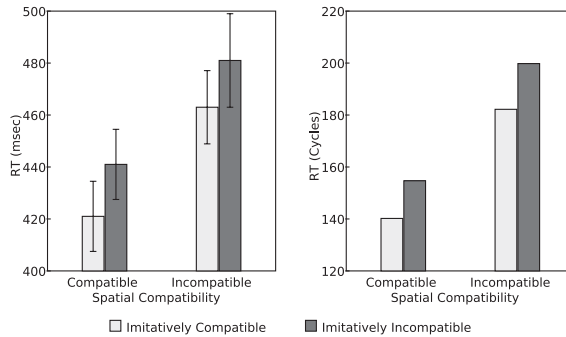 500
480
460
440
420
400
RT (msec)
Compatible Incompatible
Spatial Compatibility
220
200
180
160
140
120
RT (Cycles)
Compatible Incompatible
Spatial Compatibility
Imitatively Compatible Imitatively Incompatible